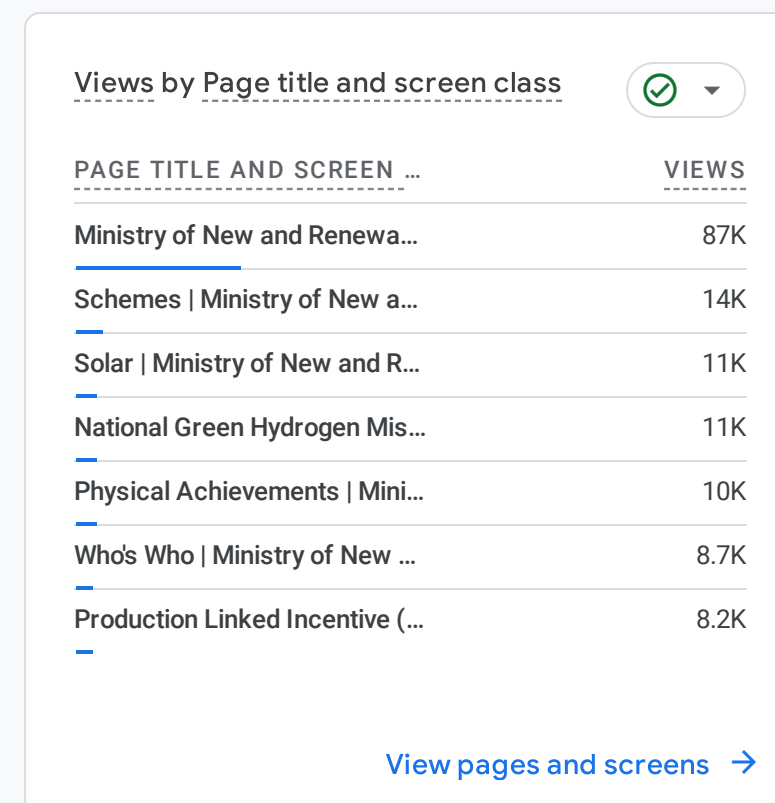 Views by Page title and screen class
PAGE TITLE AND SCREEN … VIEWS
Ministry of New and Renewa… 87K
Schemes | Ministry of New a… 14K
Solar | Ministry of New and R… 11K
National Green Hydrogen Mis… 11K
Physical Achievements | Mini… 10K
Who's Who | Ministry of New … 8.7K
Production Linked Incentive (… 8.2K
View pages and screens